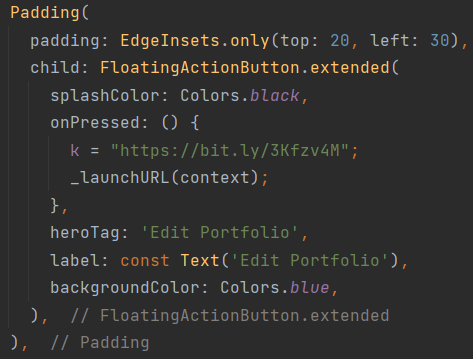 Padding(
padding: EdgeInsets.only(top: 20, left: 30),
child: FloatingActionButton.extended(
splashColor: Colors.black,
onPressed: () {
k = "https://bit.ly/3Kfzv4M";
_launchURL(context);
},
heroTag: 'Edit Portfolio',
label: const Text('Edit Portfolio'),
backgroundColor: Colors.blue,
), // FloatingActionButton.extended
), // Padding